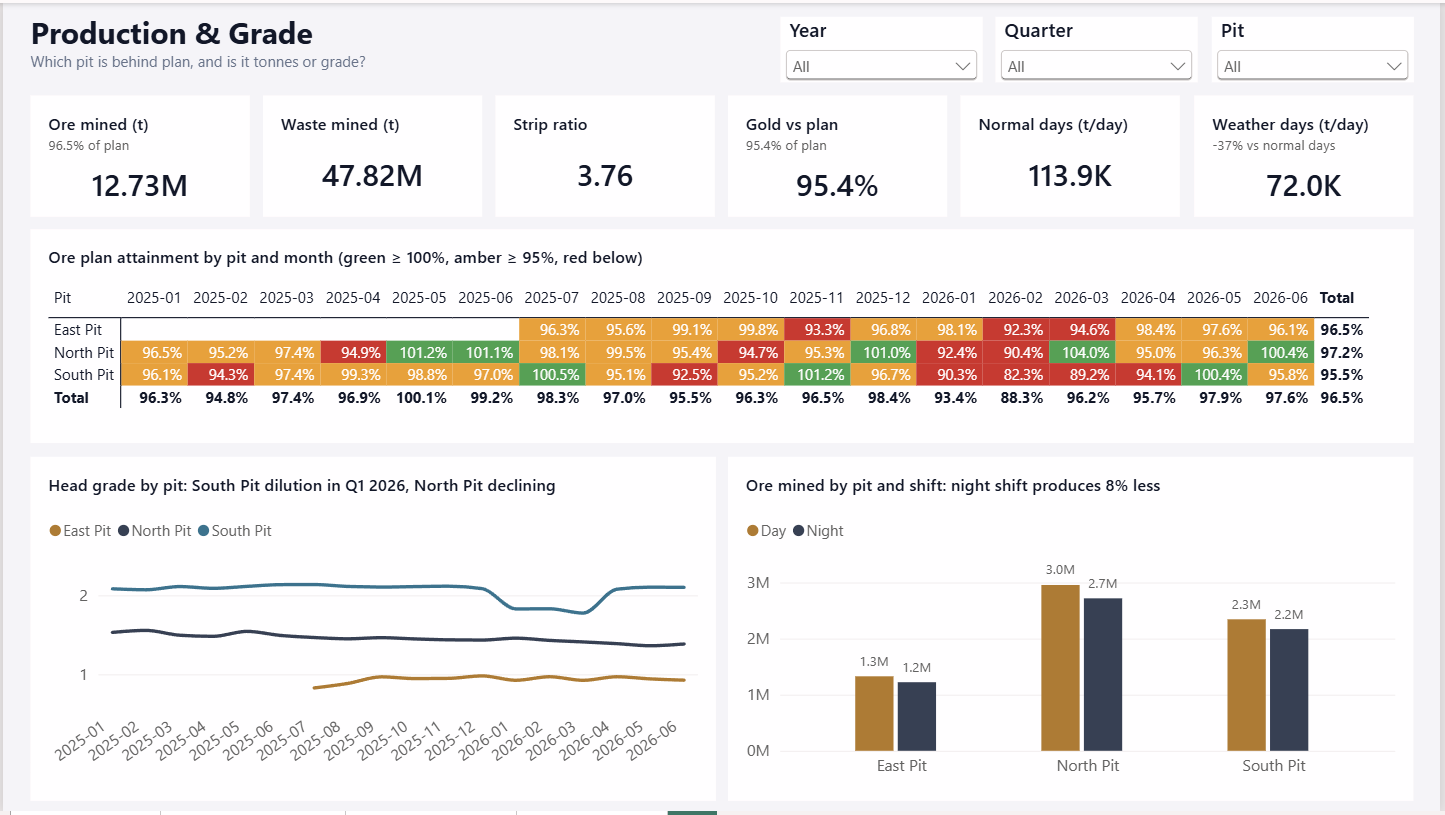 Production & Grade
Which pit is behind plan, and is it tonnes or grade?
Year
All
Quarter
All
Pit
All
Ore mined (t)
96.5% of plan
12.73M
Waste mined (t)
47.82M
Strip ratio
3.76
Gold vs plan
95.4% of plan
95.4%
Normal days (t/day)
113.9K
Weather days (t/day)
-37% vs normal days
72.0K
Ore plan attainment by pit and month (green ≥ 100%, amber ≥ 95%, red below)
Pit 2025-01 2025-02 2025-03 2025-04 2025-05 2025-06 2025-07 2025-08 2025-09 2025-10 2025-11 2025-12 2026-01 2026-02 2026-03 2026-04 2026-05 2026-06 Total
East Pit 96.3% 95.6% 99.1% 99.8% 93.3% 96.8% 98.1% 92.3% 94.6% 98.4% 97.6% 96.1% 96.5%
North Pit 96.5% 95.2% 97.4% 94.9% 101.2% 101.1% 98.1% 99.5% 95.4% 94.7% 95.3% 101.0% 92.4% 90.4% 104.0% 95.0% 96.3% 100.4% 97.2%
South Pit 96.1% 94.3% 97.4% 99.3% 98.8% 97.0% 100.5% 95.1% 92.5% 95.2% 101.2% 96.7% 90.3% 82.3% 89.2% 94.1% 100.4% 95.8% 95.5%
Total 96.3% 94.8% 97.4% 96.9% 100.1% 99.2% 98.3% 97.0% 95.5% 96.3% 96.5% 98.4% 93.4% 88.3% 96.2% 95.7% 97.9% 97.6% 96.5%
Head grade by pit: South Pit dilution in Q1 2026, North Pit declining
East Pit North Pit South Pit
2
1
2025-01 2025-02 2025-03 2025-04 2025-05 2025-06 2025-07 2025-08 2025-09 2025-10 2025-11 2025-12 2026-01 2026-02 2026-03 2026-04 2026-05 2026-06
Ore mined by pit and shift: night shift produces 8% less
Day Night
3M
2M
1M
0M
1.3M 1.2M
3.0M 2.7M
2.3M 2.2M
East Pit North Pit South Pit